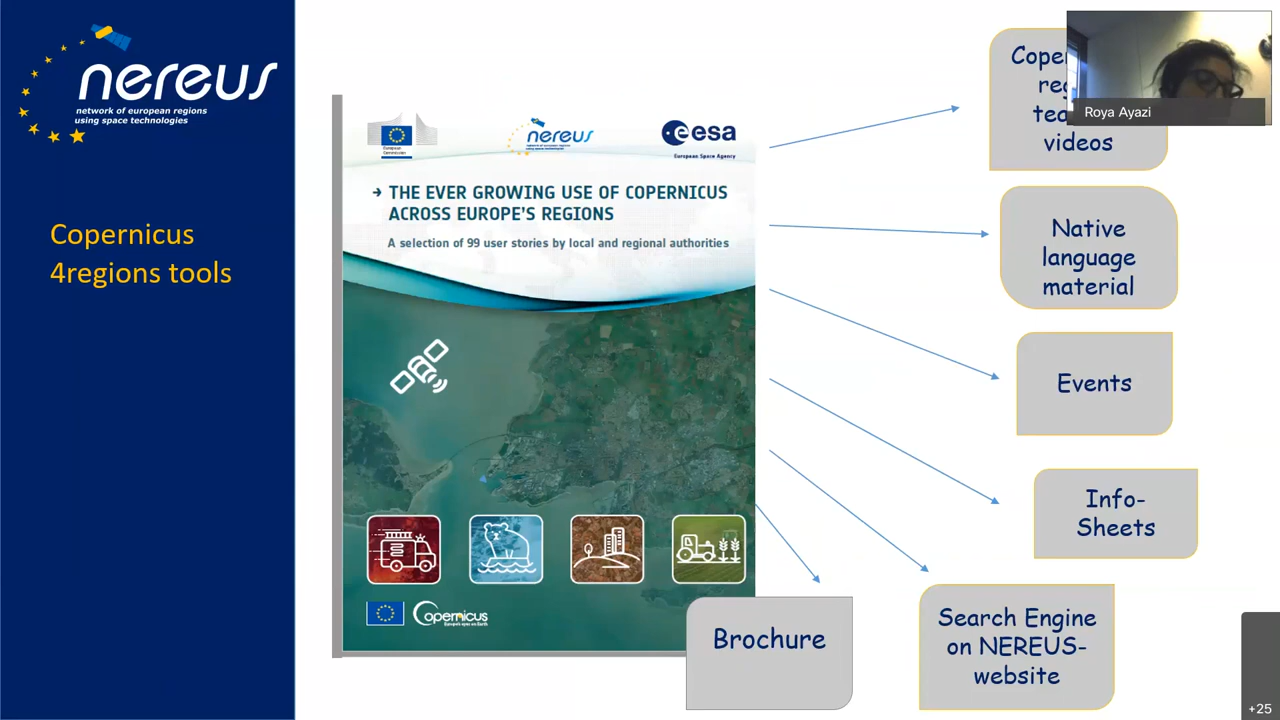 nereus
network of european regions
using space technologies
Copernicus
4regions tools
European
Commission
nereus
esa
European Space Agency
→ THE EVER GROWING USE OF COPERNICUS
ACROSS EUROPE'S REGIONS
A selection of 99 user stories by local and regional authorities
Copernicus
Europe's eyes on Earth
videos
Roya Ayazi
Native
language
material
Events
Info-
Sheets
Search Engine
on NEREUS-
website
Brochure
+25